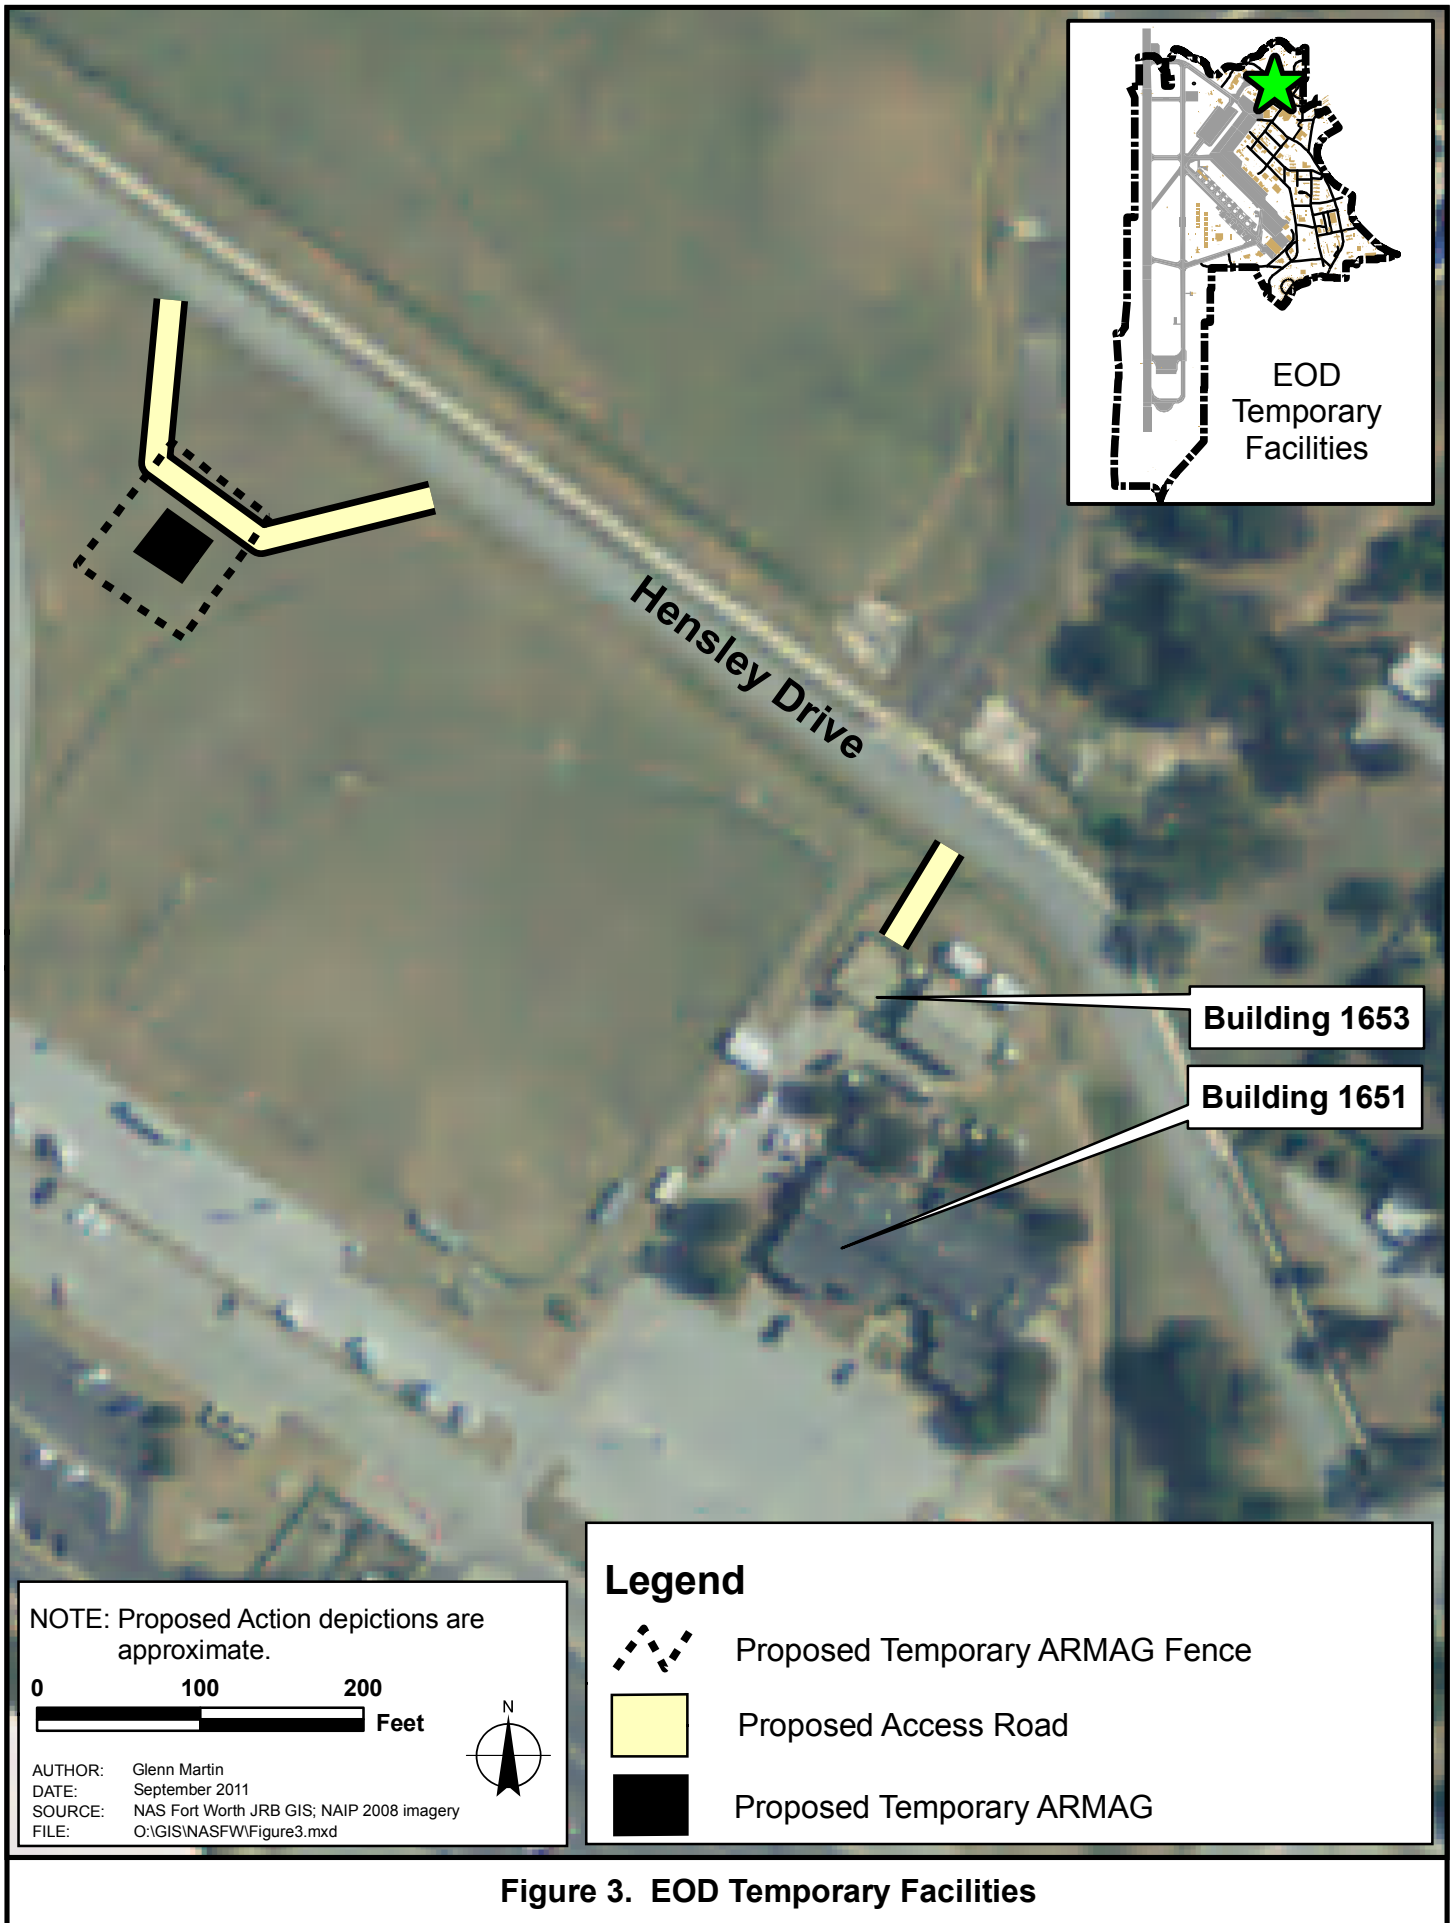 EOD
Temporary
Facilities
Hensley Drive
Building 1653
Building 1651
Legend
Proposed Temporary ARMAG Fence
Proposed Access Road
Proposed Temporary ARMAG
NOTE: Proposed Action depictions are
approximate.
0 100 200
Feet
N
AUTHOR: Glenn Martin
DATE: September 2011
SOURCE: NAS Fort Worth JRB GIS; NAIP 2008 imagery
FILE: O:\GIS\NASFW\Figure3.mxd
Figure 3. EOD Temporary Facilities